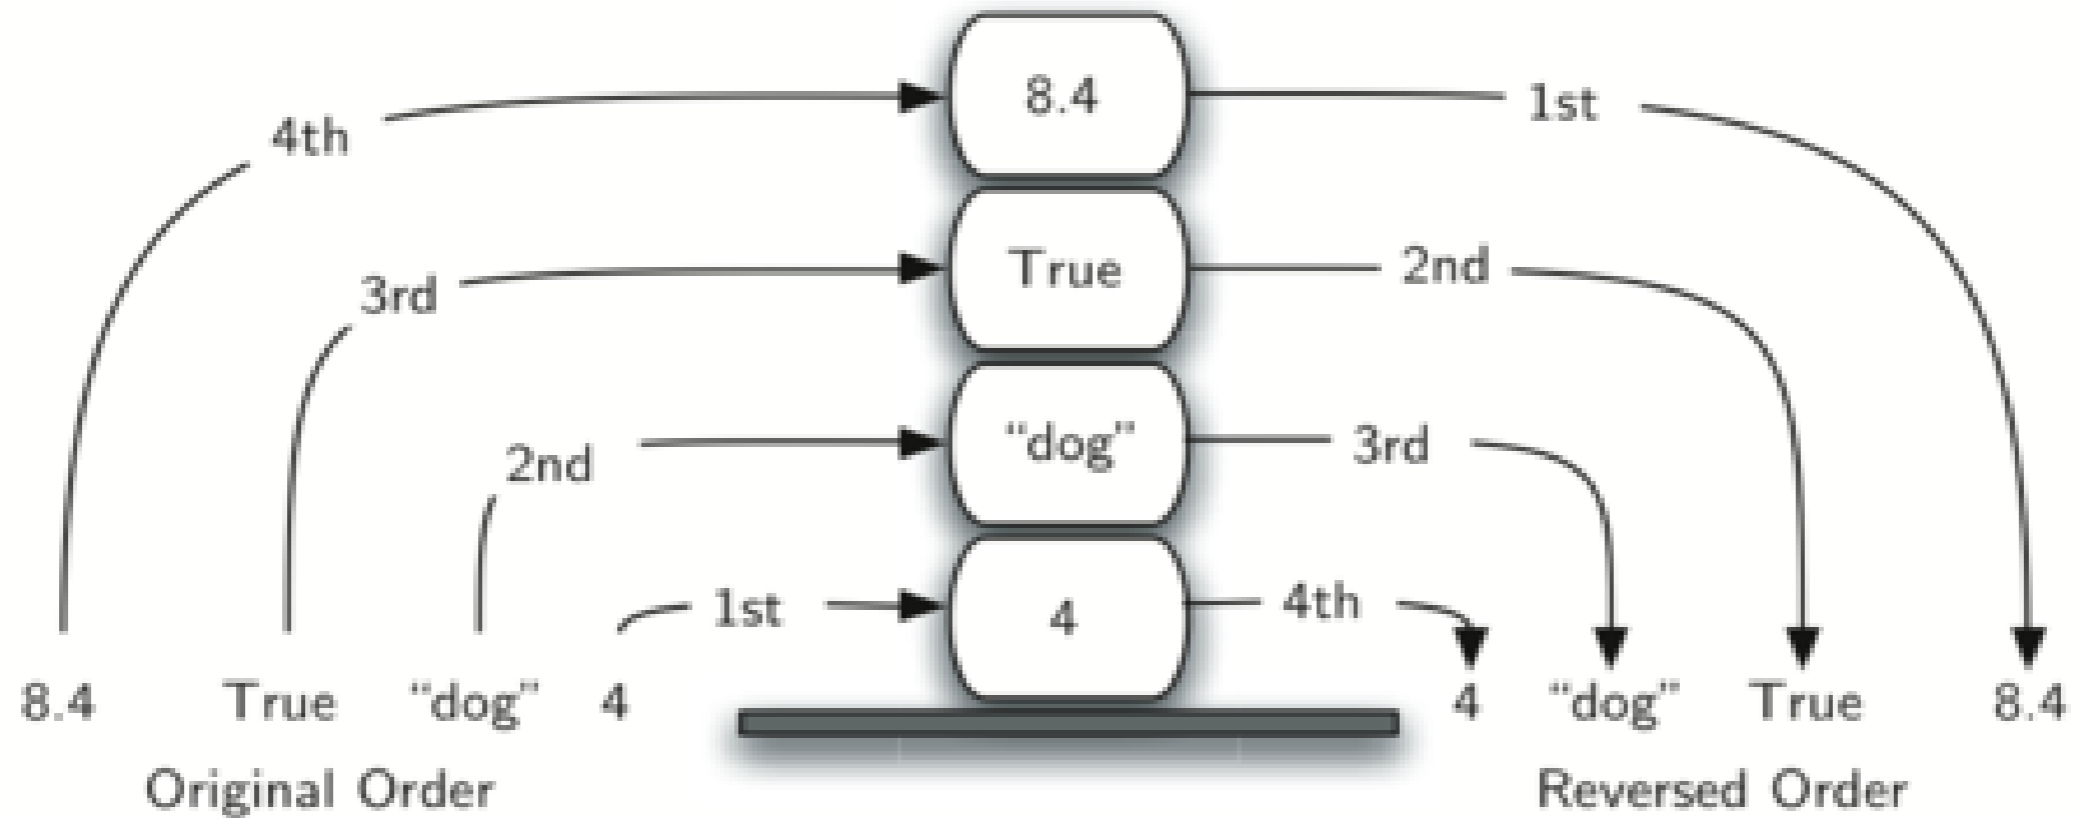 8.4
4th
1st
True
3rd
2nd
"dog"
2nd
3rd
4
1st
4th
8.4 True "dog" 4
4 "dog" True 8.4
Original Order
Reversed Order